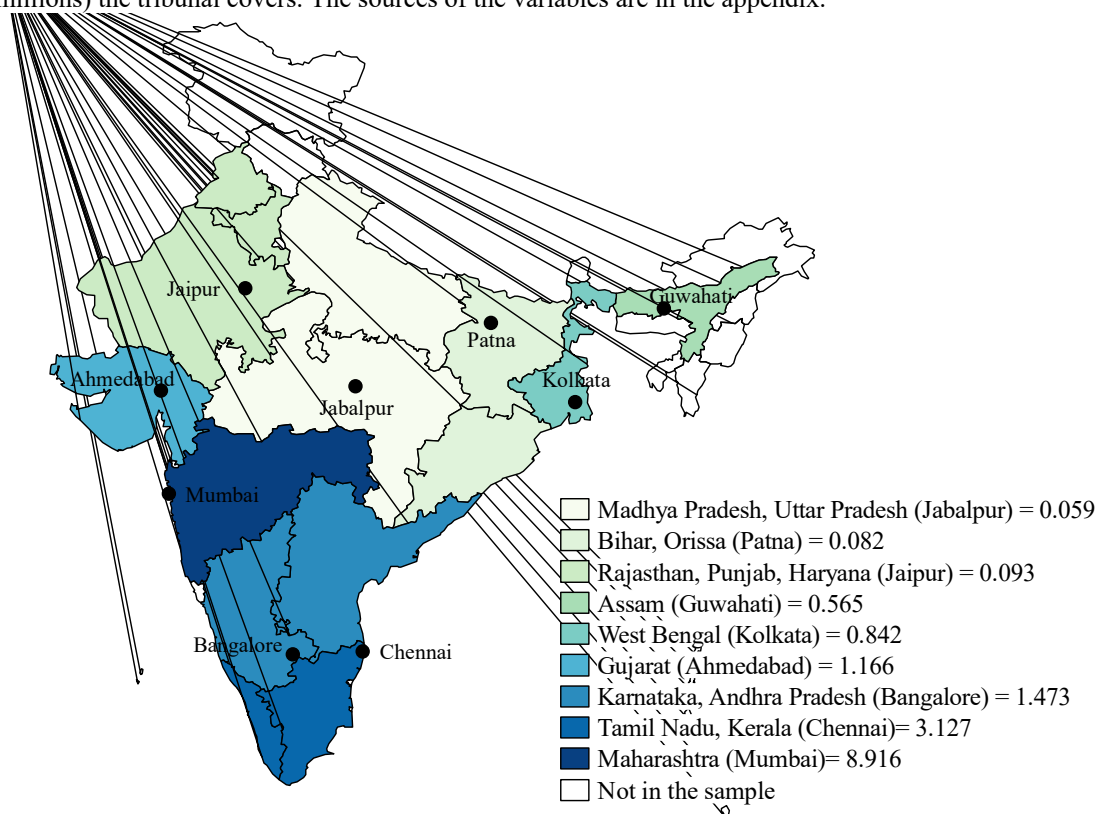 millions) the tribunal covers. The sources of the variables are in the appendix.
Jaipur
Guwahati
Patna
Ahmedabad
Kolkata
Jabalpur
Mumbai
Bangalore
Chennai
Madhya Pradesh, Uttar Pradesh (Jabalpur) = 0.059
Bihar, Orissa (Patna) = 0.082
Rajasthan, Punjab, Haryana (Jaipur) = 0.093
Assam (Guwahati) = 0.565
West Bengal (Kolkata) = 0.842
Gujarat (Ahmedabad) = 1.166
Karnataka, Andhra Pradesh (Bangalore) = 1.473
Tamil Nadu, Kerala (Chennai)= 3.127
Maharashtra (Mumbai)= 8.916
Not in the sample